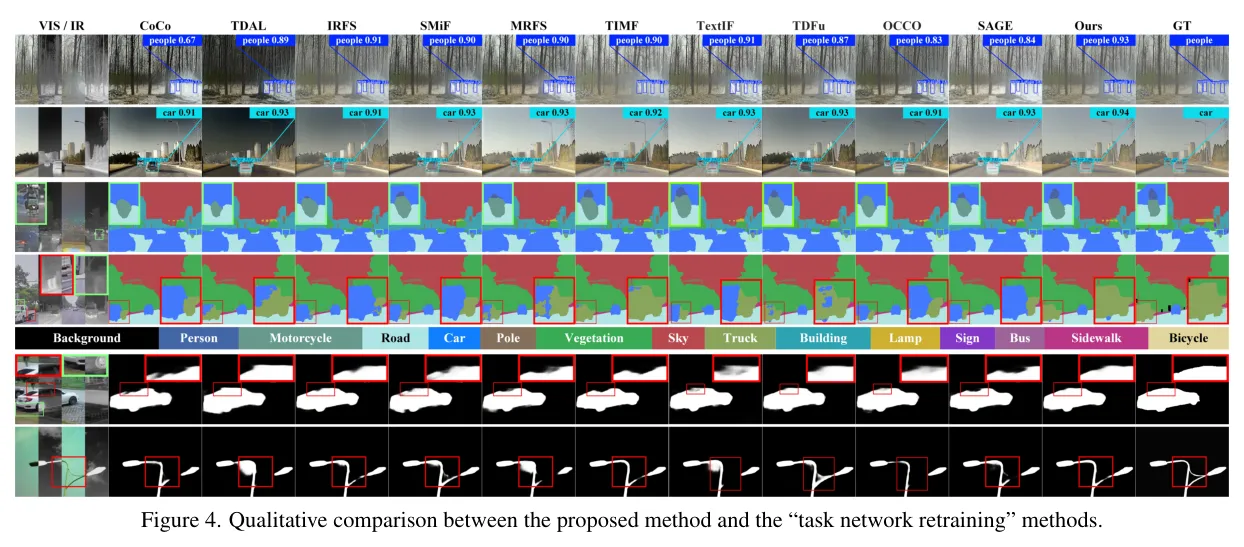 VIS / IR CoCo TDAL IRFS SMiF MRFS TIMF TextIF TDFu OCCO SAGE Ours GT
people 0.67 people 0.89 people 0.91 people 0.90 people 0.90 people 0.90 people 0.91 people 0.87 people 0.83 people 0.84 people 0.93 people
car 0.91 car 0.93 car 0.91 car 0.93 car 0.93 car 0.92 car 0.93 car 0.93 car 0.91 car 0.93 car 0.94 car
Background Person Motorcycle Road Car Pole Vegetation Sky Truck Building Lamp Sign Bus Sidewalk Bicycle
Figure 4. Qualitative comparison between the proposed method and the “task network retraining” methods.